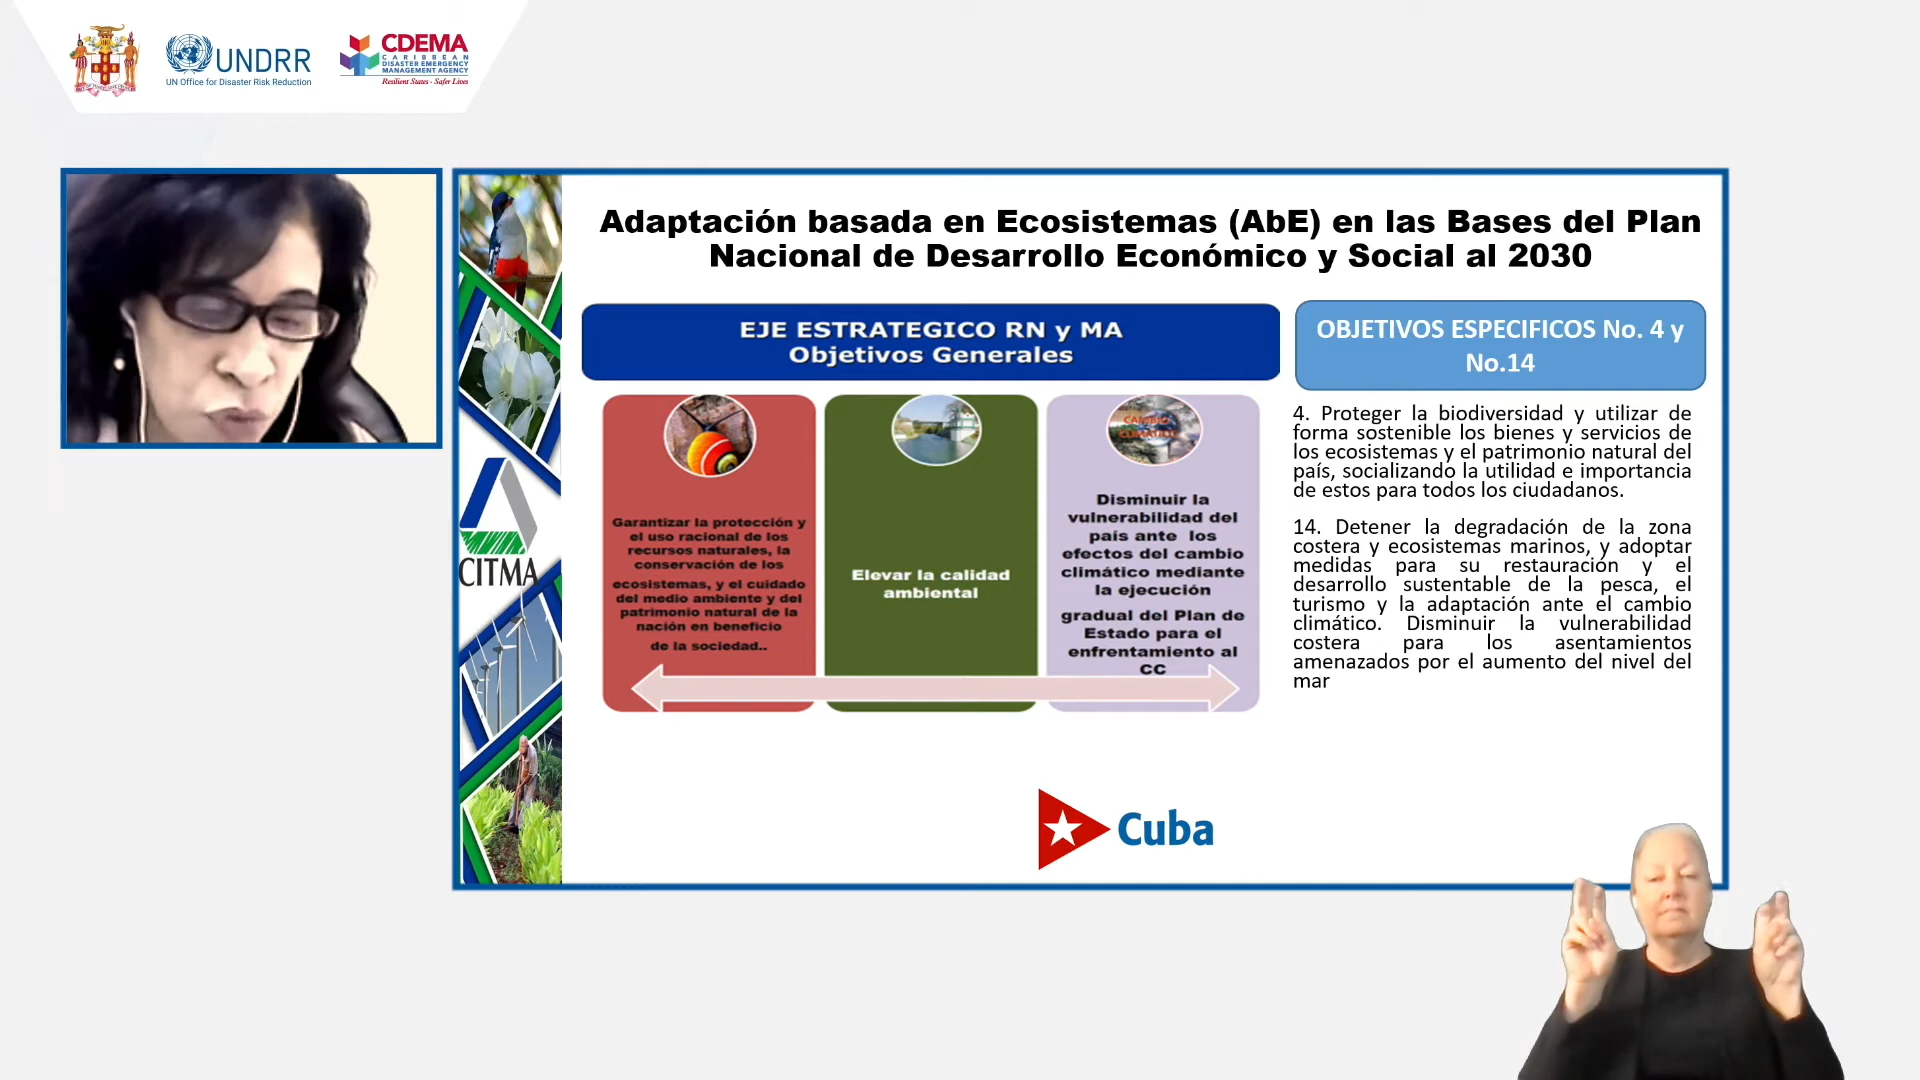 UNDRR
UN Office for Disaster Risk Reduction
CDEMA
CARIBBEAN
DISASTER EMERGENCY
MANAGEMENT AGENCY
Resilient States - Safer Lives
Adaptación basada en Ecosistemas (AbE) en las Bases del Plan
Nacional de Desarrollo Económico y Social al 2030
EJE ESTRATEGICO RN y MA
Objetivos Generales
Garantizar la protección y
el uso racional de los
recursos naturales, la
conservación de los
ecosistemas, y el cuidado
del medio ambiente y del
patrimonio natural de la
nación en beneficio
de la sociedad..
Elevar la calidad
ambiental
CAMBIO
CLIMÁTICO
Disminuir la
vulnerabilidad del
país ante los
efectos del cambio
climático mediante
la ejecución
gradual del Plan de
Estado para el
enfrentamiento al
CC
OBJETIVOS ESPECIFICOS No. 4 y
No.14
4. Proteger la biodiversidad y utilizar de
forma sostenible los bienes y servicios de
los ecosistemas y el patrimonio natural del
país, socializando la utilidad e importancia
de estos para todos los ciudadanos.
14. Detener la degradación de la zona
costera y ecosistemas marinos, y adoptar
medidas para su restauración y el
desarrollo sustentable de la pesca, el
turismo y la adaptación ante el cambio
climático. Disminuir la vulnerabilidad
costera para los asentamientos
amenazados por el aumento del nivel del
mar
CITMA
Cuba